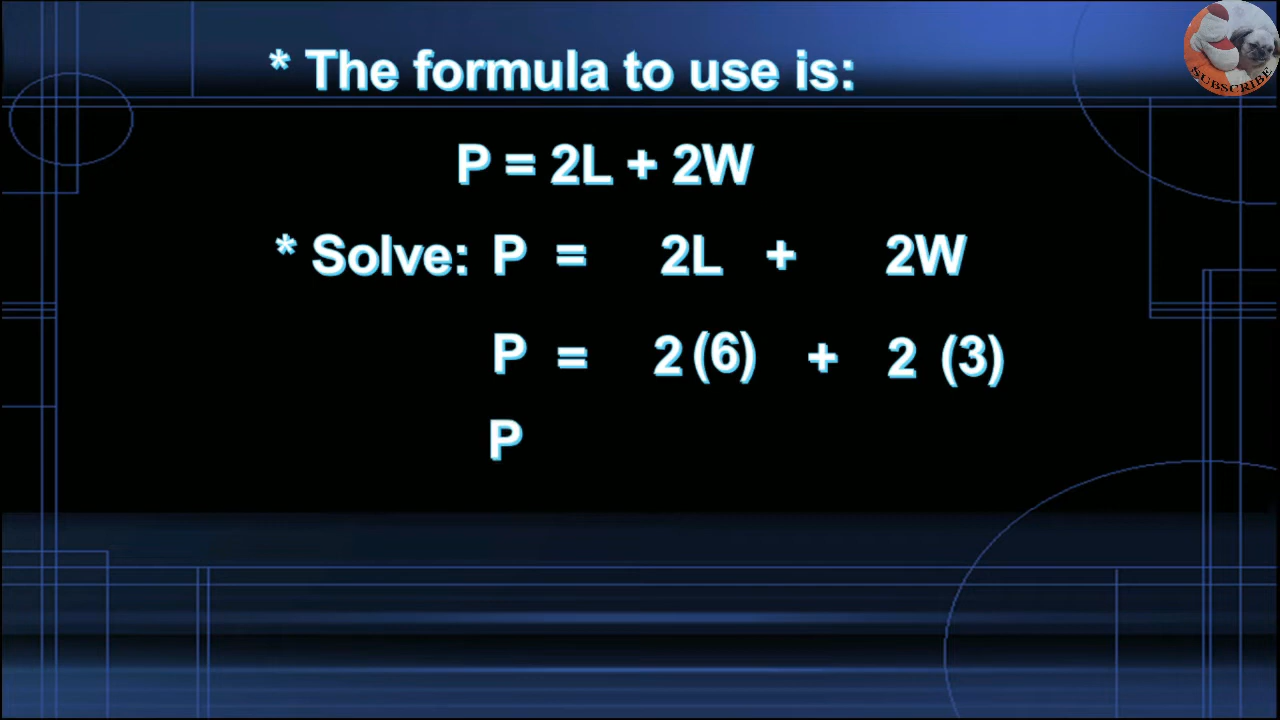 * The formula to use is:
P = 2L + 2W
* Solve: P = 2L + 2W
P = 2 (6) + 2 (3)
P
SUBSCRIBE